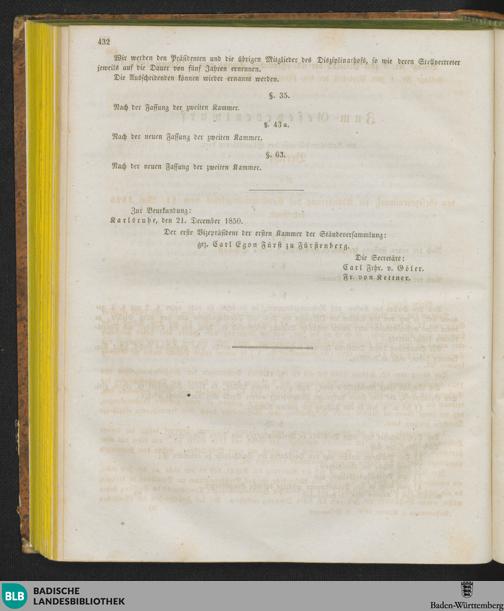 432
Wir werden den Präsidenten und die übrigen Mitglieder des Disziplinarhofs, so wie deren Stellvertreter
jeweils auf die Dauer von fünf Jahren ernennen.
Die Ausscheidenden können wieder ernannt werden.
§. 35.
Nach der Fassung der zweiten Kammer.
§. 43 a.
Nach der neuen Fassung der zweiten Kammer.
§. 63.
Nach der neuen Fassung der zweiten Kammer.
Zur Beurkundung:
Karlsruhe, den 21. December 1850.
Der erste Vizepräsident der ersten Kammer der Ständeversammlung:
gez. Carl Egon Fürst zu Fürstenberg.
Die Secretäre:
Carl Frhr. v. Göler.
Fr. von Kettner.
BLB
BADISCHE
LANDESBIBLIOTHEK
Baden-Württemberg